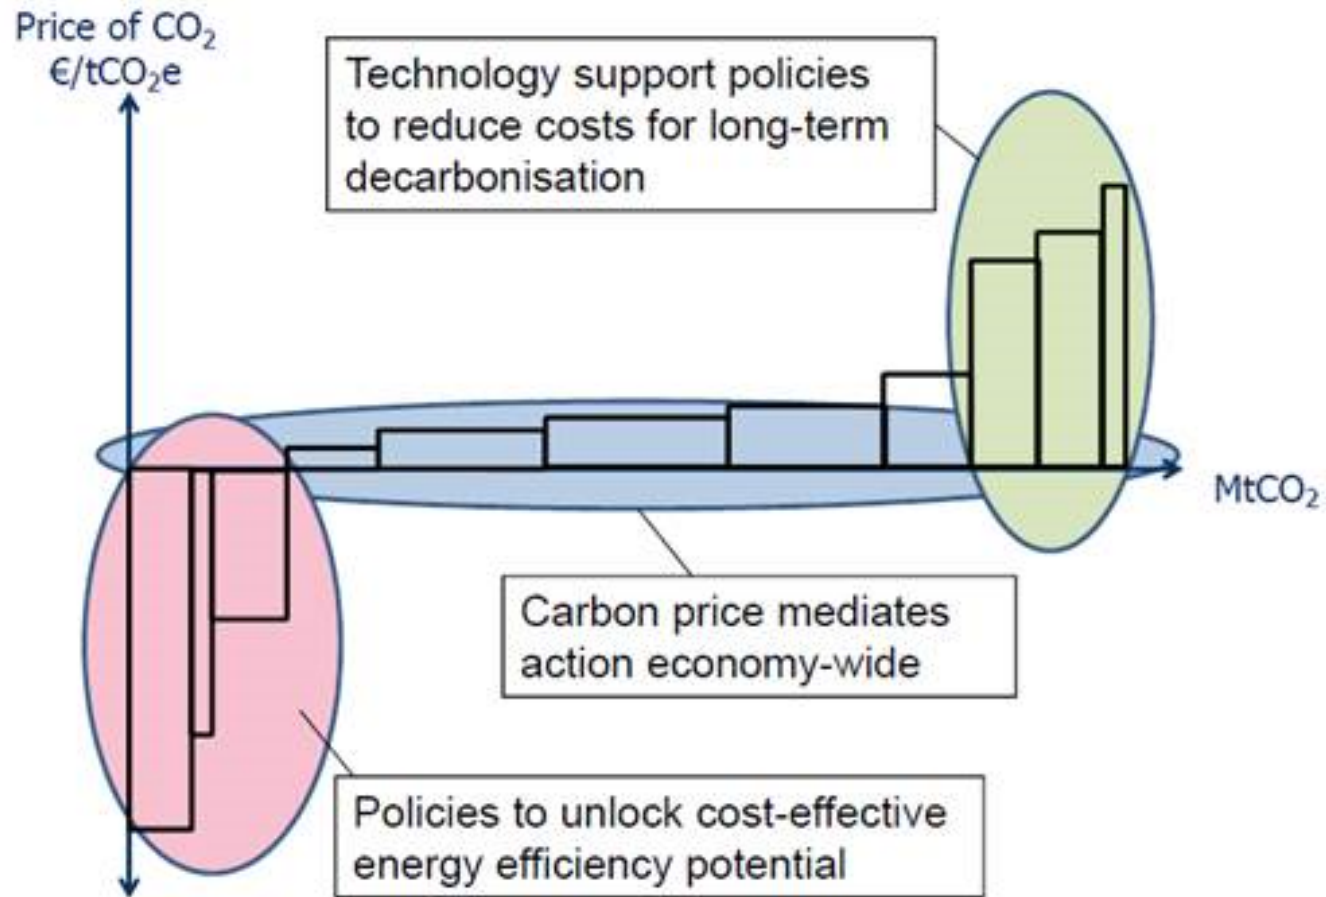 Price of CO₂
€/tCO₂e
Technology support policies
to reduce costs for long-term
decarbonisation
MtCO₂
Carbon price mediates
action economy-wide
Policies to unlock cost-effective
energy efficiency potential